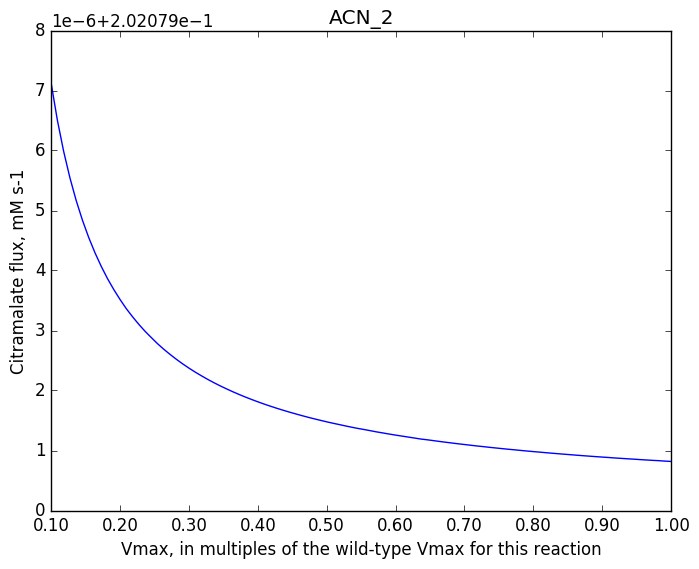 ACN_2
1e−6+2.02079e−1
8
7
6
5
4
3
2
1
0
Citramalate flux, mM s-1
0.10 0.20 0.30 0.40 0.50 0.60 0.70 0.80 0.90 1.00
Vmax, in multiples of the wild-type Vmax for this reaction